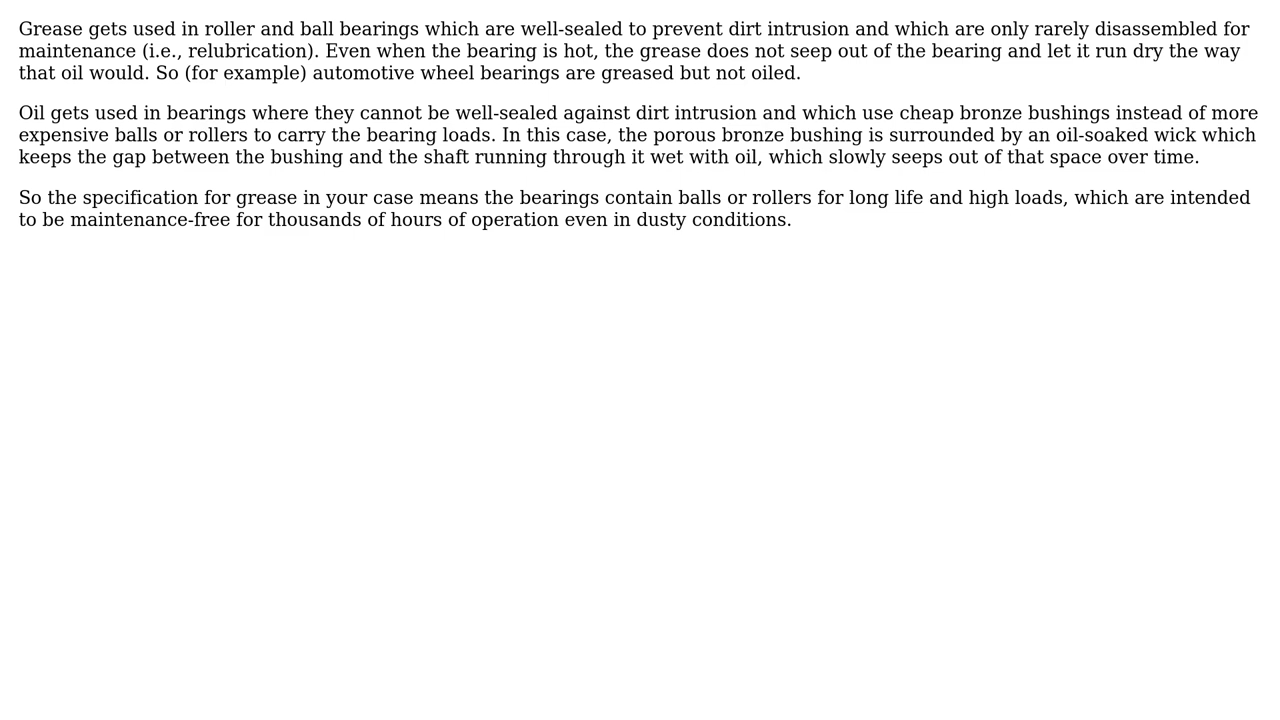 Grease gets used in roller and ball bearings which are well-sealed to prevent dirt intrusion and which are only rarely disassembled for
maintenance (i.e., relubrication). Even when the bearing is hot, the grease does not seep out of the bearing and let it run dry the way
that oil would. So (for example) automotive wheel bearings are greased but not oiled.
Oil gets used in bearings where they cannot be well-sealed against dirt intrusion and which use cheap bronze bushings instead of more
expensive balls or rollers to carry the bearing loads. In this case, the porous bronze bushing is surrounded by an oil-soaked wick which
keeps the gap between the bushing and the shaft running through it wet with oil, which slowly seeps out of that space over time.
So the specification for grease in your case means the bearings contain balls or rollers for long life and high loads, which are intended
to be maintenance-free for thousands of hours of operation even in dusty conditions.